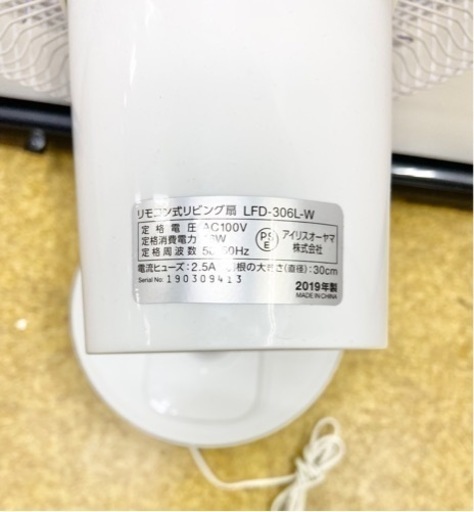 リモコン式リビング扇 LFD-306L-W
定格電圧 AC100V
定格消費電力
定格周波数
PS E
アイリスオーヤマ
株式会社
電流ヒューズ：2.5A 羽根の大きさ(直径)：30cm
Serial No.: 190309413
2019年製
MADE IN CHINA